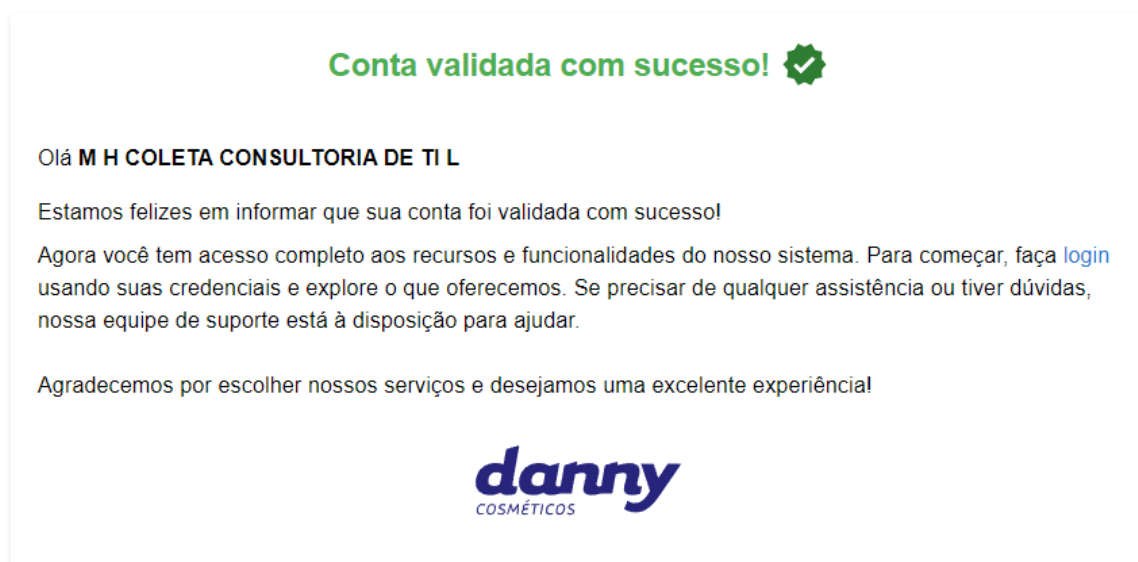 Conta validada com sucesso!
Olá M H COLETA CONSULTORIA DE TI L
Estamos felizes em informar que sua conta foi validada com sucesso!
Agora você tem acesso completo aos recursos e funcionalidades do nosso sistema. Para começar, faça login
usando suas credenciais e explore o que oferecemos. Se precisar de qualquer assistência ou tiver dúvidas,
nossa equipe de suporte está à disposição para ajudar.
Agradecemos por escolher nossos serviços e desejamos uma excelente experiência!
danny
COSMÉTICOS